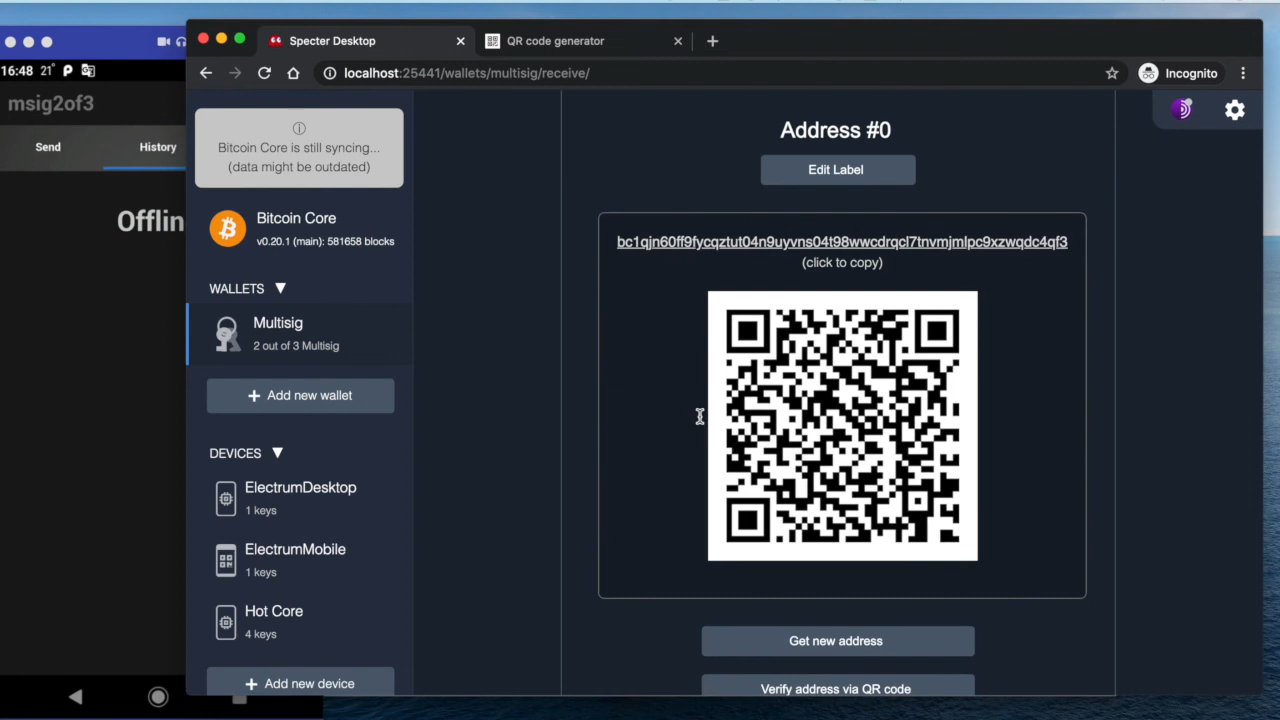 16:48 21°
msig2of3
Send
History
Offlin
Specter Desktop
QR code generator
localhost:25441/wallets/multisig/receive/
Incognito
Bitcoin Core is still syncing...
(data might be outdated)
Bitcoin Core
v0.20.1 (main): 581658 blocks
WALLETS
Multisig
2 out of 3 Multisig
Add new wallet
DEVICES
ElectrumDesktop
1 keys
ElectrumMobile
1 keys
Hot Core
4 keys
Add new device
Address #0
Edit Label
bc1qjn60ff9fycqztut04n9uyvns04t98wwcdrqcl7tnvmjmlpc9xzwqdc4qf3
(click to copy)
Get new address
Verify address via QR code